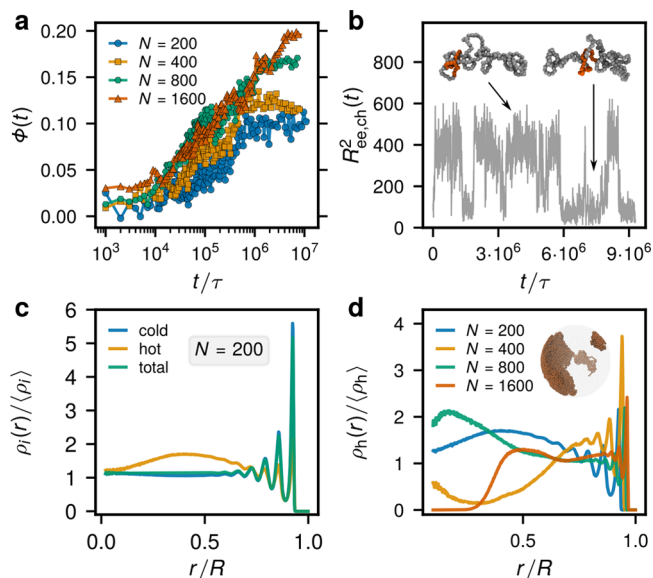 a
0.20
0.15
0.10
0.05
0.00
Φ(t)
N = 200
N = 400
N = 800
N = 1600
10³ 10⁴ 10⁵ 10⁶ 10⁷
t/τ
b
800
600
400
200
0
R²ee,ch(t)
0 3·10⁶ 6·10⁶ 9·10⁶
t/τ
c
6
5
4
3
2
1
0
ρi(r)/⟨ρi⟩
cold
hot
total
N = 200
0.0 0.5 1.0
r/R
d
4
3
2
1
0
ρh(r)/⟨ρh⟩
N = 200
N = 400
N = 800
N = 1600
0.5 1.0
r/R